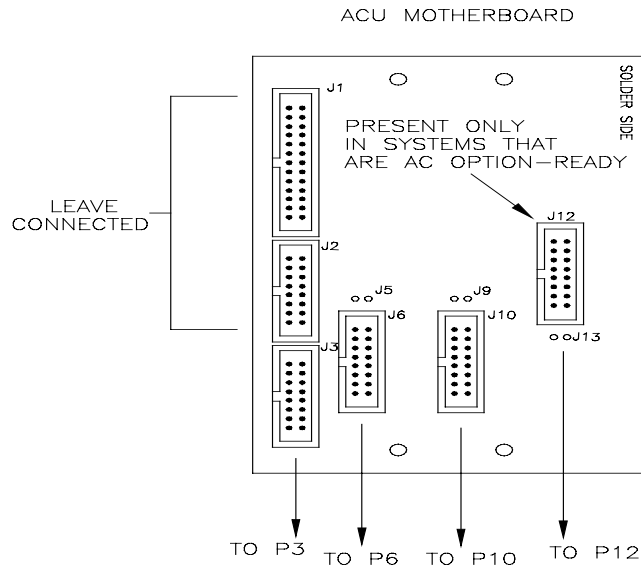 ACU MOTHERBOARD
SOLDER SIDE
J1
PRESENT ONLY
IN SYSTEMS THAT
ARE AC OPTION-READY
LEAVE
CONNECTED
J12
J2
J5
J9
J6
J10
J13
J3
TO P3
TO P6
TO P10
TO P12